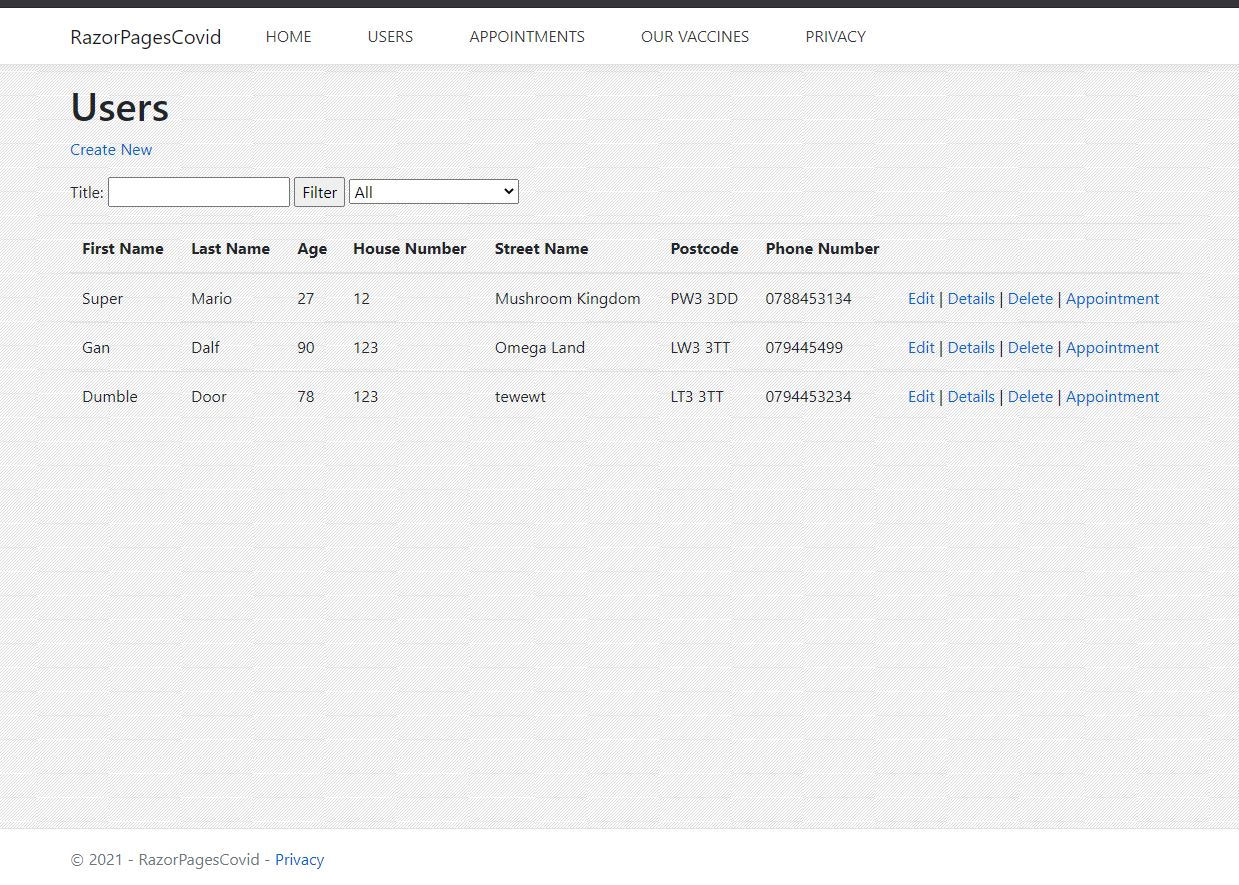 RazorPagesCovid HOME USERS APPOINTMENTS OUR VACCINES PRIVACY
Users
Create New
Title: Filter All
First Name Last Name Age House Number Street Name Postcode Phone Number
Super Mario 27 12 Mushroom Kingdom PW3 3DD 0788453134 Edit | Details | Delete | Appointment
Gan Dalf 90 123 Omega Land LW3 3TT 079445499 Edit | Details | Delete | Appointment
Dumble Door 78 123 tewewt LT3 3TT 0794453234 Edit | Details | Delete | Appointment
© 2021 - RazorPagesCovid - Privacy